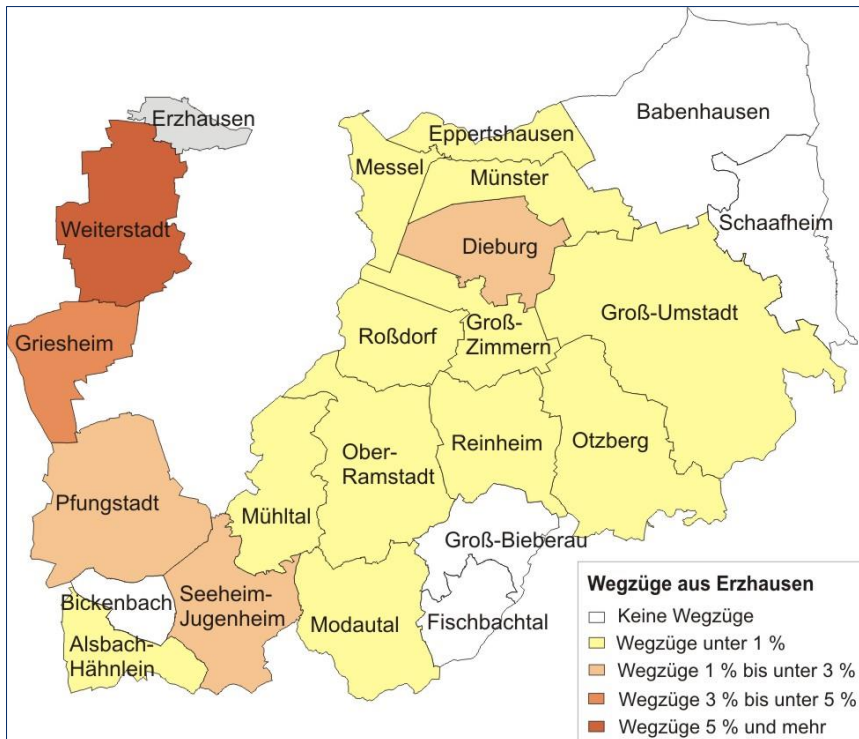 Erzhausen
Babenhausen
Eppertshausen
Messel
Münster
Schaafheim
Weiterstadt
Dieburg
Groß-Umstadt
Griesheim
Roßdorf
Groß-
Zimmern
Ober-
Ramstadt
Reinheim
Otzberg
Pfungstadt
Mühltal
Groß-Bieberau
Bickenbach
Seeheim-
Jugenheim
Modautal
Fischbachtal
Alsbach-
Hähnlein
Wegzüge aus Erzhausen
Keine Wegzüge
Wegzüge unter 1 %
Wegzüge 1 % bis unter 3 %
Wegzüge 3 % bis unter 5 %
Wegzüge 5 % und mehr